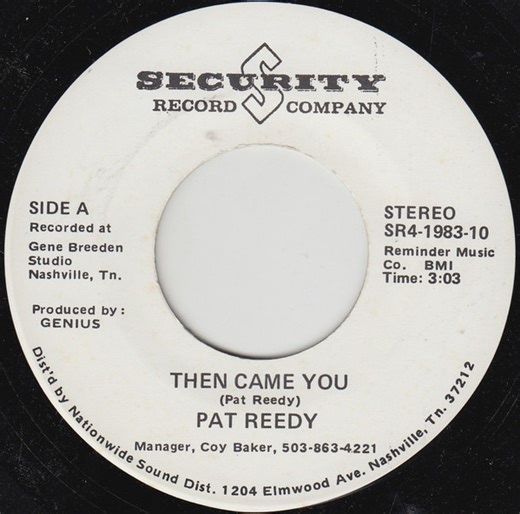 SECURITY
RECORD COMPANY
SIDE A
Recorded at
Gene Breeden
Studio
Nashville, Tn.
Produced by:
GENIUS
STEREO
SR4-1983-10
Reminder Music
Co. BMI
Time: 3:03
THEN CAME YOU
(Pat Reedy)
PAT REEDY
Manager, Coy Baker, 503-863-4221
Dist'd by Nationwide Sound Dist. 1204 Elmwood Ave. Nashville, Tn. 37212